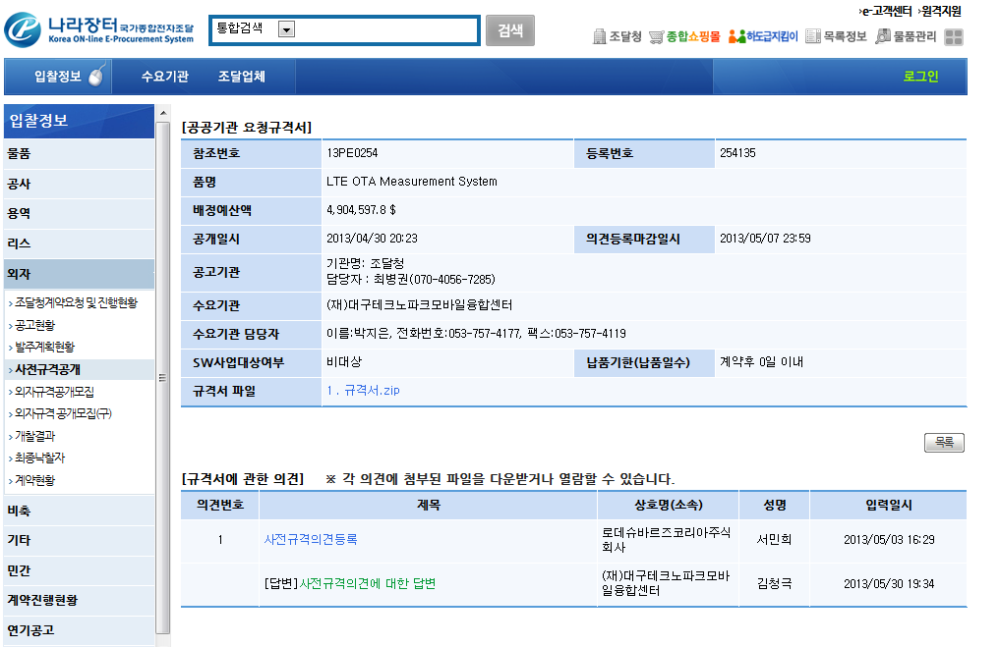 ›e-고객센터 ›원격지원
나라장터 국가종합전자조달
Korea ON-line E-Procurement System
통합검색
검색
조달청 종합쇼핑몰 하도급지킴이 목록정보 물품관리
입찰정보 수요기관 조달업체 로그인
입찰정보
물품
공사
용역
리스
외자
› 조달청계약요청 및 진행현황
› 공고현황
› 발주계획현황
› 사전규격공개
› 외자규격공개모집
› 외자규격 공개모집(구)
› 개찰결과
› 최종낙찰자
› 계약현황
비축
기타
민간
계약진행현황
연기공고
[공공기관 요청규격서]
참조번호 13PE0254 등록번호 254135
품명 LTE OTA Measurement System
배정예산액 4,904,597.8 $
공개일시 2013/04/30 20:23 의견등록마감일시 2013/05/07 23:59
공고기관 기관명: 조달청
담당자 : 최병권(070-4056-7285)
수요기관 (재)대구테크노파크모바일융합센터
수요기관 담당자 이름:박지은, 전화번호:053-757-4177, 팩스:053-757-4119
SW사업대상여부 비대상 납품기한(납품일수) 계약후 0일 이내
규격서 파일 1 . 규격서.zip
목록
[규격서에 관한 의견] ※ 각 의견에 첨부된 파일을 다운받거나 열람할 수 있습니다.
의견번호 제목 상호명(소속) 성명 입력일시
1 사전규격의견등록 로데슈바르즈코리아주식회사 서민희 2013/05/03 16:29
[답변]사전규격의견에 대한 답변 (재)대구테크노파크모바일융합센터 김청극 2013/05/30 19:34